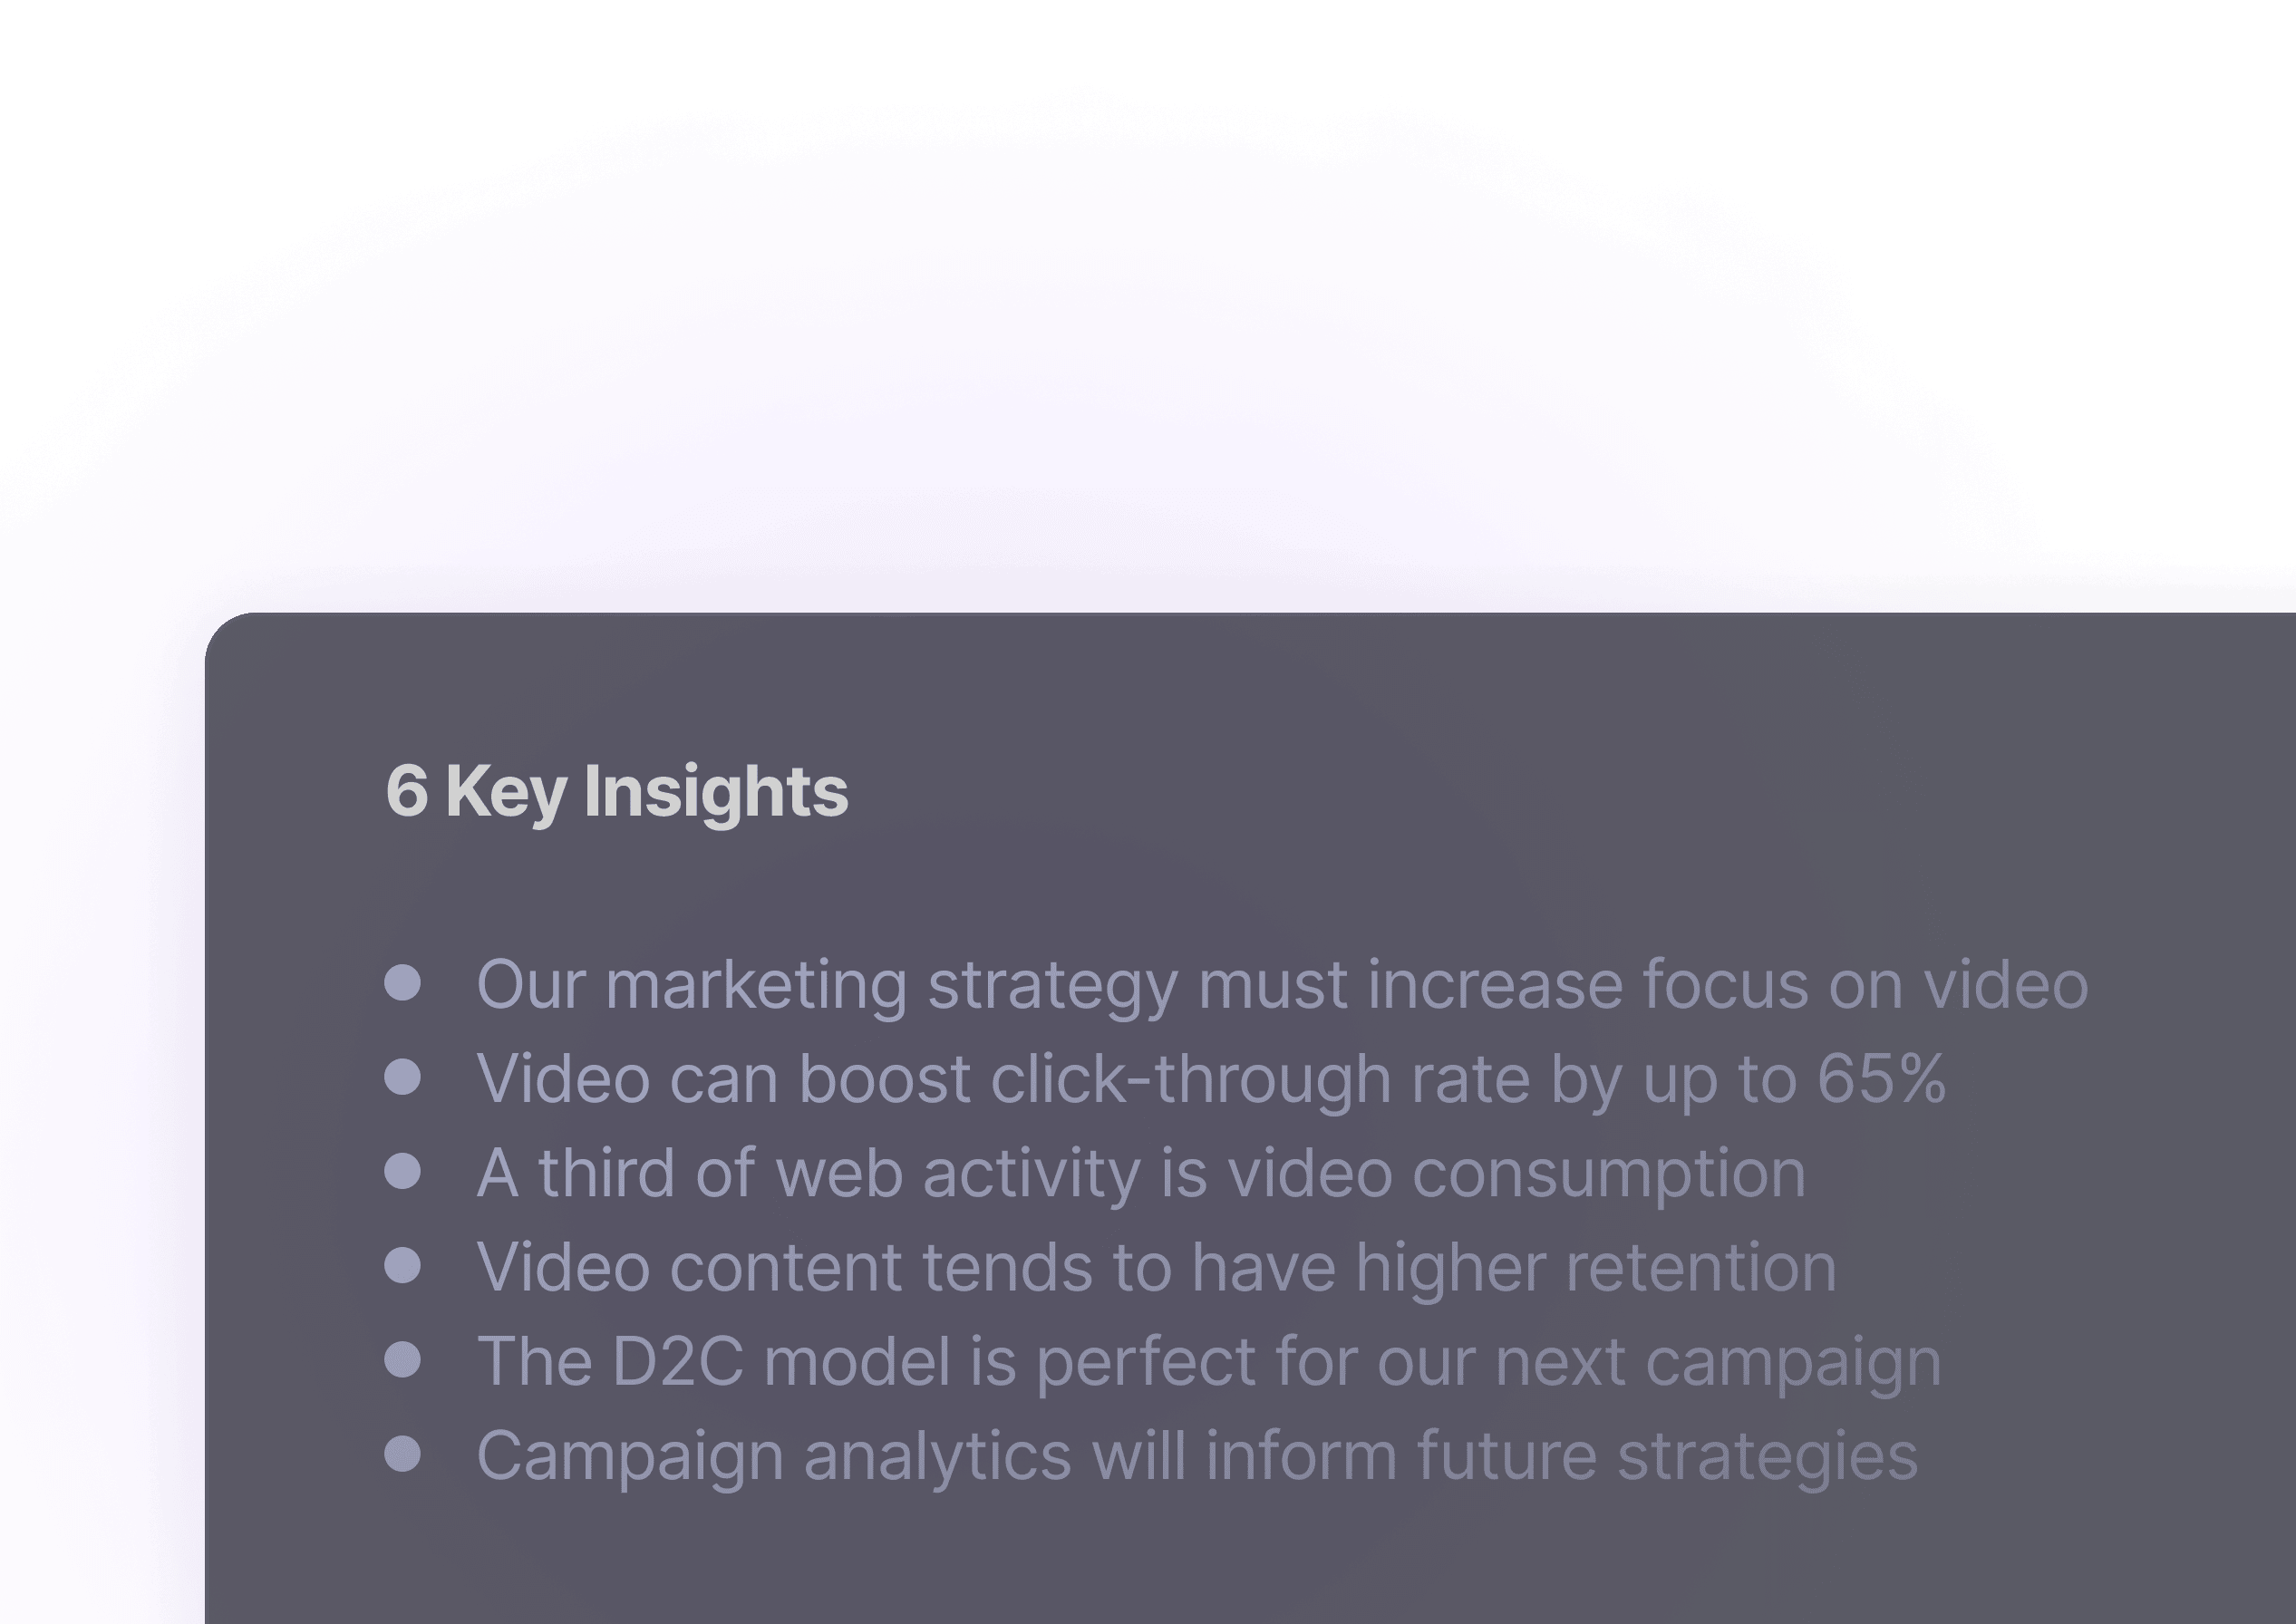 6 Key Insights
Our marketing strategy must increase focus on video
Video can boost click-through rate by up to 65%
A third of web activity is video consumption
Video content tends to have higher retention
The D2C model is perfect for our next campaign
Campaign analytics will inform future strategies